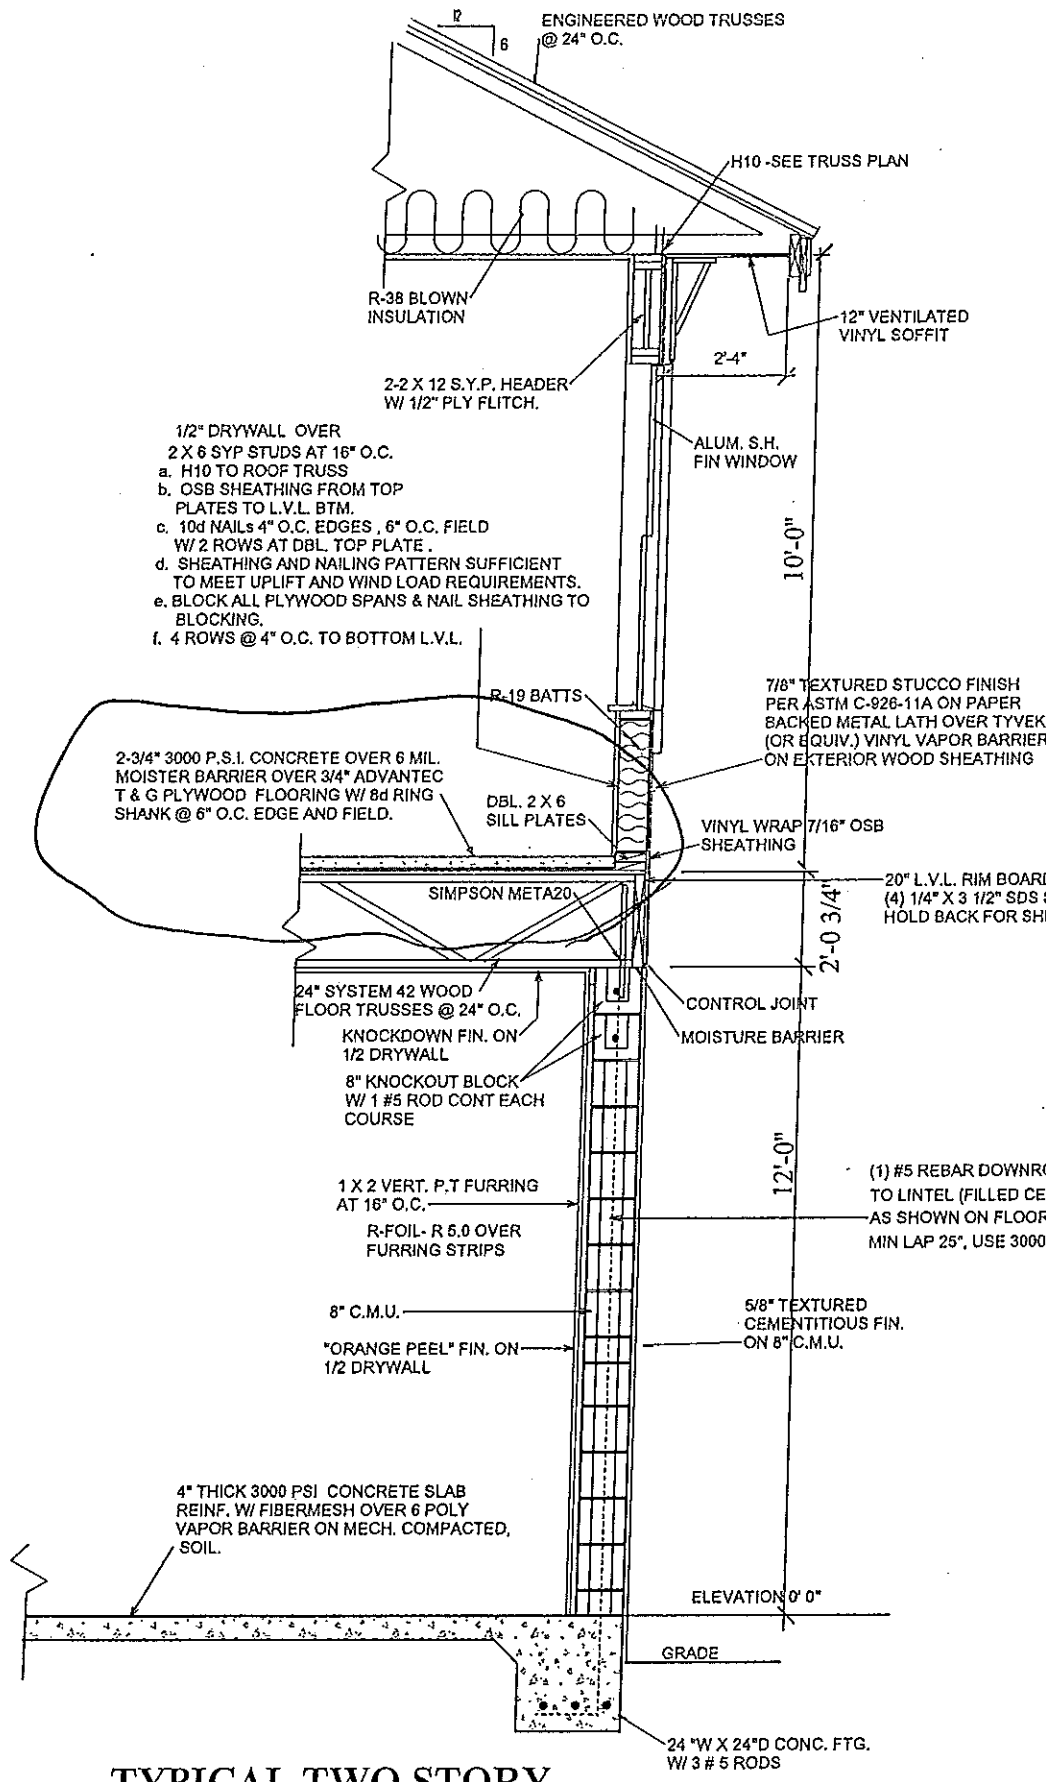 12
6
ENGINEERED WOOD TRUSSES
@ 24" O.C.
H10 -SEE TRUSS PLAN
R-38 BLOWN
INSULATION
12" VENTILATED
VINYL SOFFIT
2'-4"
2-2 X 12 S.Y.P. HEADER
W/ 1/2" PLY FLITCH.
ALUM. S.H.
FIN WINDOW
1/2" DRYWALL OVER
2 X 6 SYP STUDS AT 16" O.C.
a. H10 TO ROOF TRUSS
b. OSB SHEATHING FROM TOP
PLATES TO L.V.L. BTM.
c. 10d NAILs 4" O.C. EDGES , 6" O.C. FIELD
W/ 2 ROWS AT DBL. TOP PLATE .
d. SHEATHING AND NAILING PATTERN SUFFICIENT
TO MEET UPLIFT AND WIND LOAD REQUIREMENTS.
e. BLOCK ALL PLYWOOD SPANS & NAIL SHEATHING TO
BLOCKING.
f. 4 ROWS @ 4" O.C. TO BOTTOM L.V.L.
10'-0"
R-19 BATTS
7/8" TEXTURED STUCCO FINISH
PER ASTM C-926-11A ON PAPER
BACKED METAL LATH OVER TYVEK
(OR EQUIV.) VINYL VAPOR BARRIER
ON EXTERIOR WOOD SHEATHING
2-3/4" 3000 P.S.I. CONCRETE OVER 6 MIL.
MOISTER BARRIER OVER 3/4" ADVANTEC
T & G PLYWOOD FLOORING W/ 8d RING
SHANK @ 6" O.C. EDGE AND FIELD.
DBL. 2 X 6
SILL PLATES
VINYL WRAP 7/16" OSB
SHEATHING
SIMPSON META20
20" L.V.L. RIM BOARD
(4) 1/4" X 3 1/2" SDS
HOLD BACK FOR
2'-0 3/4"
24" SYSTEM 42 WOOD
FLOOR TRUSSES @ 24" O.C.
CONTROL JOINT
MOISTURE BARRIER
KNOCKDOWN FIN. ON
1/2 DRYWALL
8" KNOCKOUT BLOCK
W/ 1 #5 ROD CONT EACH
COURSE
12'-0"
1 X 2 VERT. P.T FURRING
AT 16" O.C.
R-FOIL- R 5.0 OVER
FURRING STRIPS
(1) #5 REBAR
TO LINTEL (FILLED
AS SHOWN ON FLOOR
MIN LAP 25", USE 3000
8" C.M.U.
"ORANGE PEEL" FIN. ON
1/2 DRYWALL
5/8" TEXTURED
CEMENTITIOUS FIN.
ON 8" C.M.U.
4" THICK 3000 PSI CONCRETE SLAB
REINF. W/ FIBERMESH OVER 6 POLY
VAPOR BARRIER ON MECH. COMPACTED,
SOIL.
ELEVATION 0' 0"
GRADE
24 "W X 24"D CONC. FTG.
W/ 3 # 5 RODS
TYPICAL TWO STORY